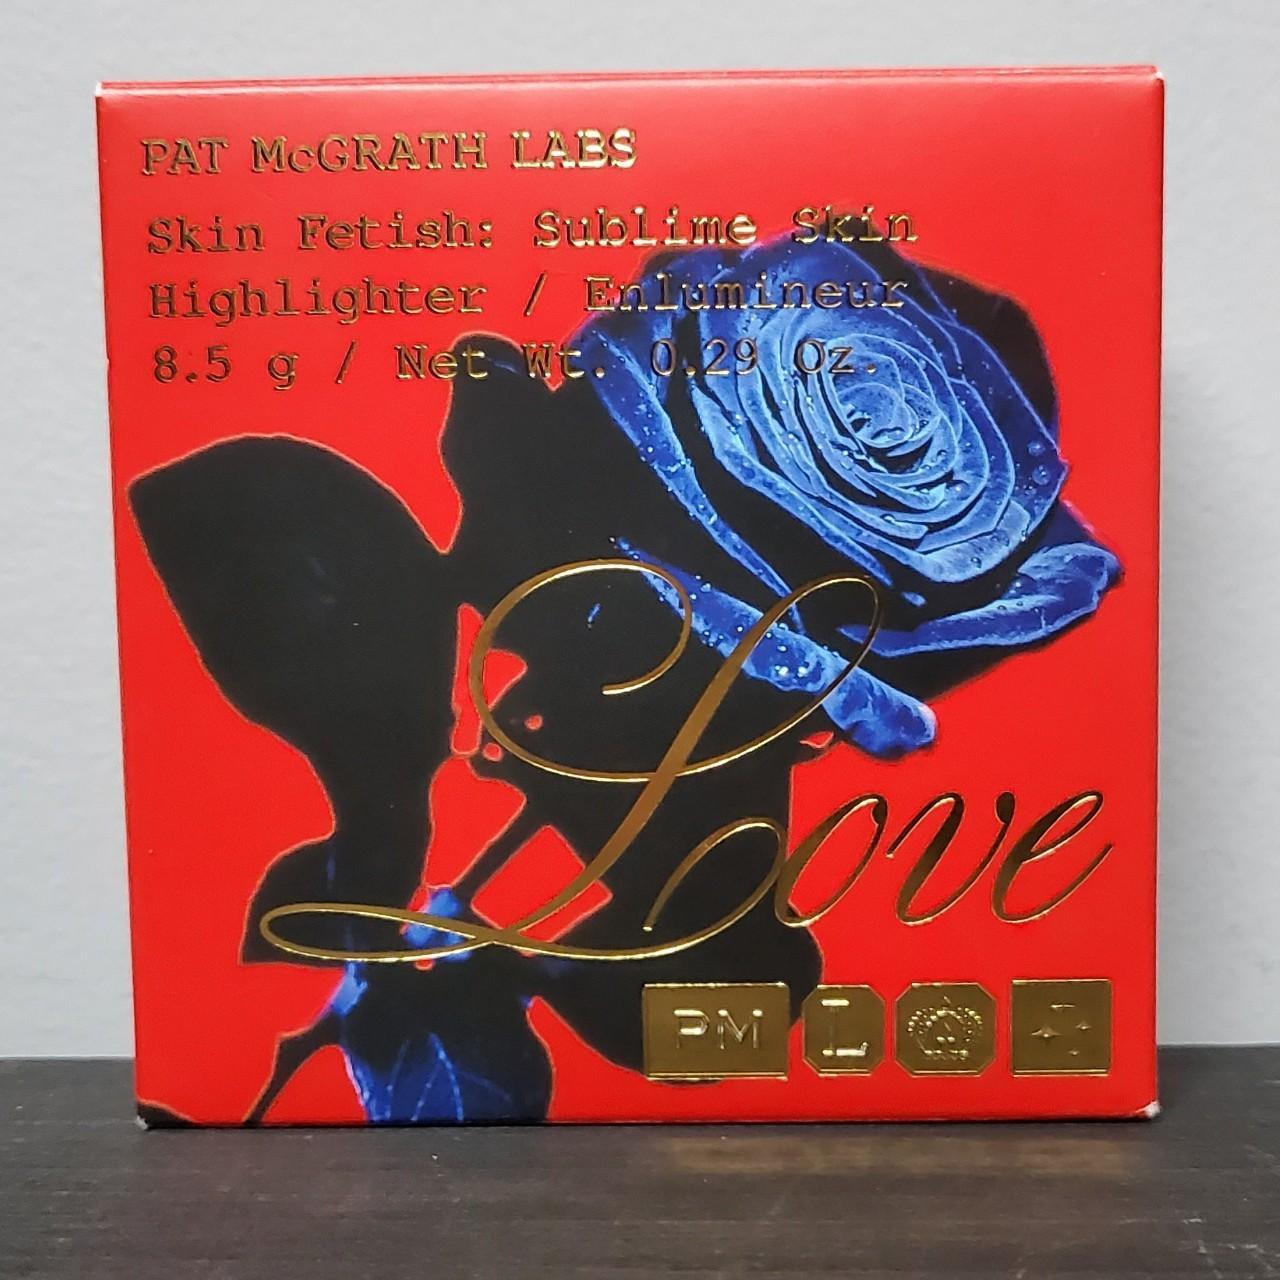 PAT McGRATH LABS
Skin Fetish: Sublime Skin
Highlighter / Enlumineur
8.5 g / Net Wt. 0.29 Oz.
Love
PM L